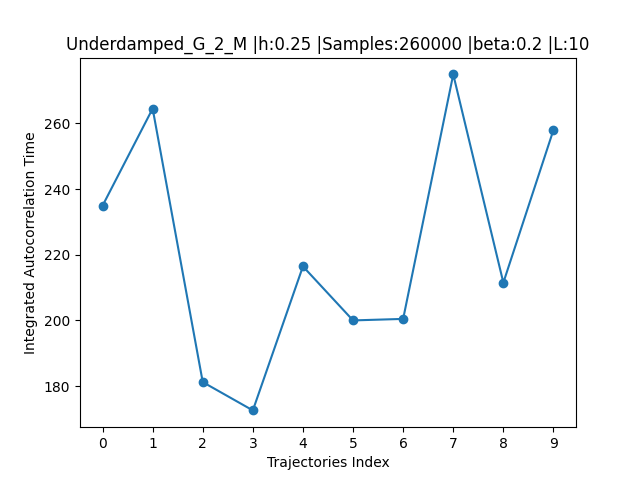 Underdamped_G_2_M |h:0.25 |Samples:260000 |beta:0.2 |L:10
Integrated Autocorrelation Time
260
240
220
200
180
0 1 2 3 4 5 6 7 8 9
Trajectories Index